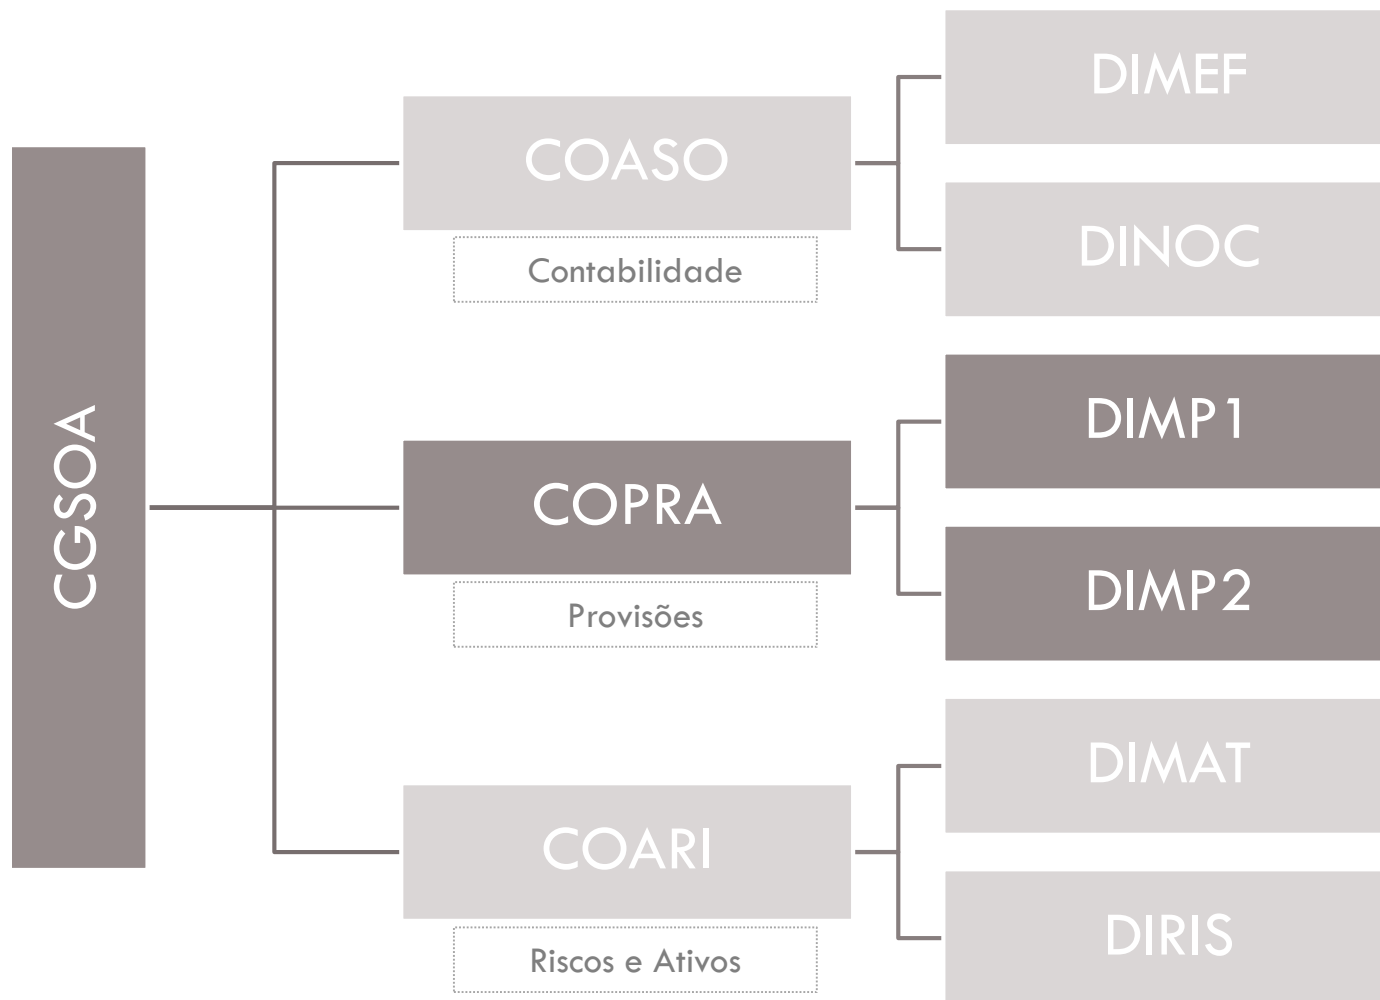 CGSOA
COASO
Contabilidade
DIMEF
DINOC
COPRA
Provisões
DIMP1
DIMP2
COARI
Riscos e Ativos
DIMAT
DIRIS